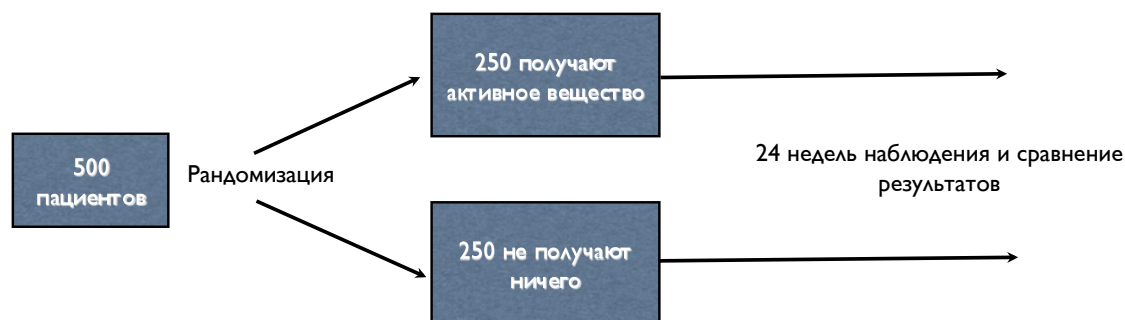 250 получают
активное вещество
500
пациентов
Рандомизация
24 недель наблюдения и сравнение
результатов
250 не получают
ничего